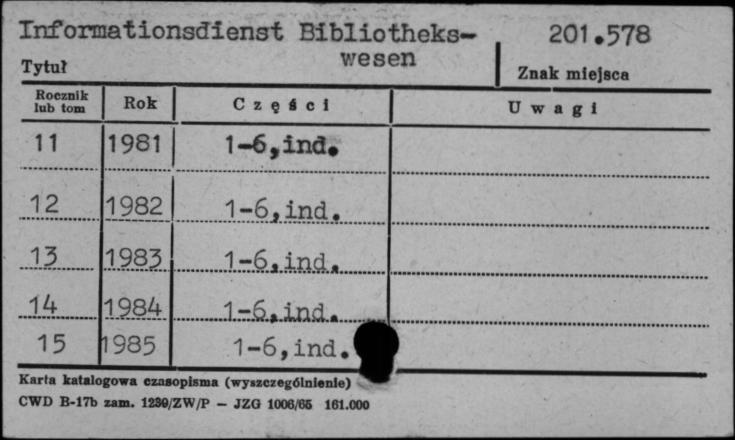 Informationsdienst Bibliotheks- 201.578
wesen
Tytuł Znak miejsca
Rocznik lub tom Rok Części Uwagi
11 1981 1-6,ind.
12 1982 1-6,ind.
13 1983 1-6,ind.
14 1984 1-6,ind.
15 1985 1-6,ind.
Karta katalogowa czasopisma (wyszczególnienie)
CWD B-17b zam. 1239/ZW/P — JZG 1006/65 161.000